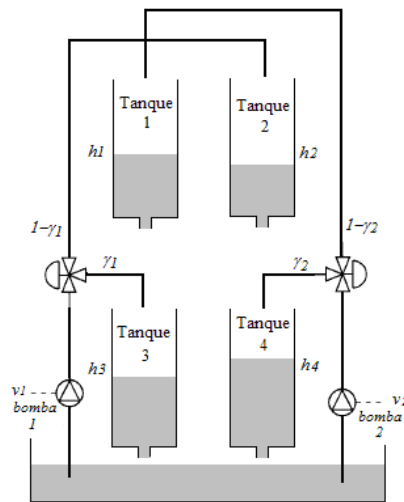 Tanque
1
Tanque
2
h1
h2
1-γ1
1-γ2
γ1
γ2
Tanque
3
Tanque
4
h3
h4
v1
bomba
1
v2
bomba
2